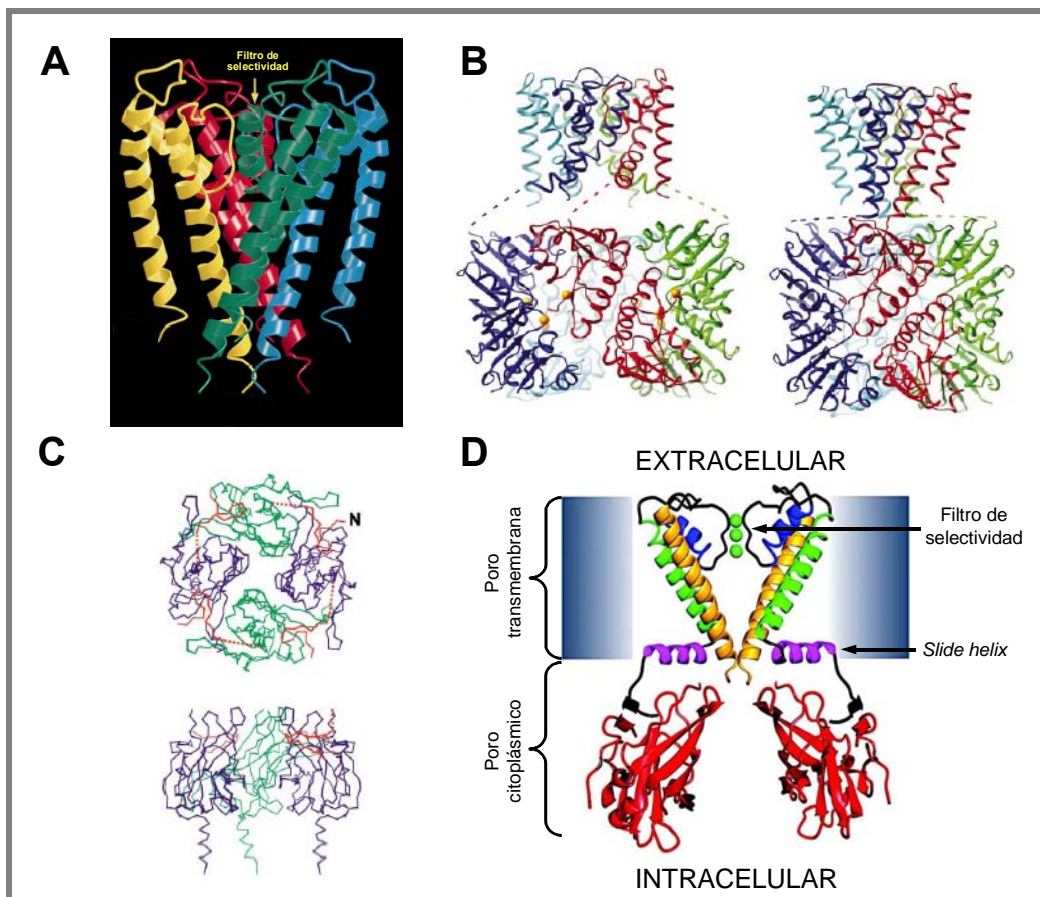 A
Filtro de
selectividad
B
C
N
D
EXTRACELULAR
Poro
transmembrana
Filtro de
selectividad
Slide helix
Poro
citoplásmico
INTRACELULAR